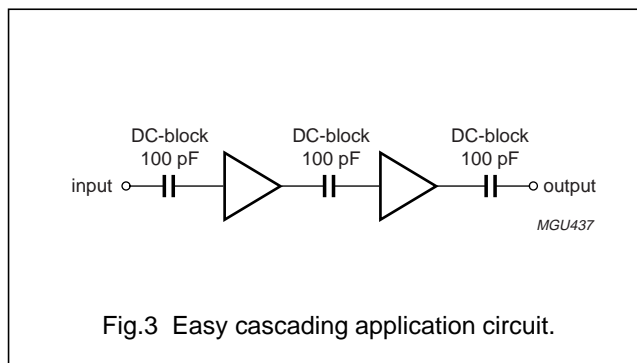 DC-block
100 pF
DC-block
100 pF
DC-block
100 pF
input
output
MGU437
Fig.3 Easy cascading application circuit.